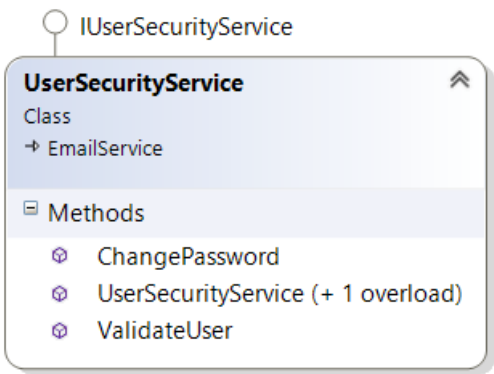 IUserSecurityService
UserSecurityService
Class
EmailService
Methods
ChangePassword
UserSecurityService (+ 1 overload)
ValidateUser